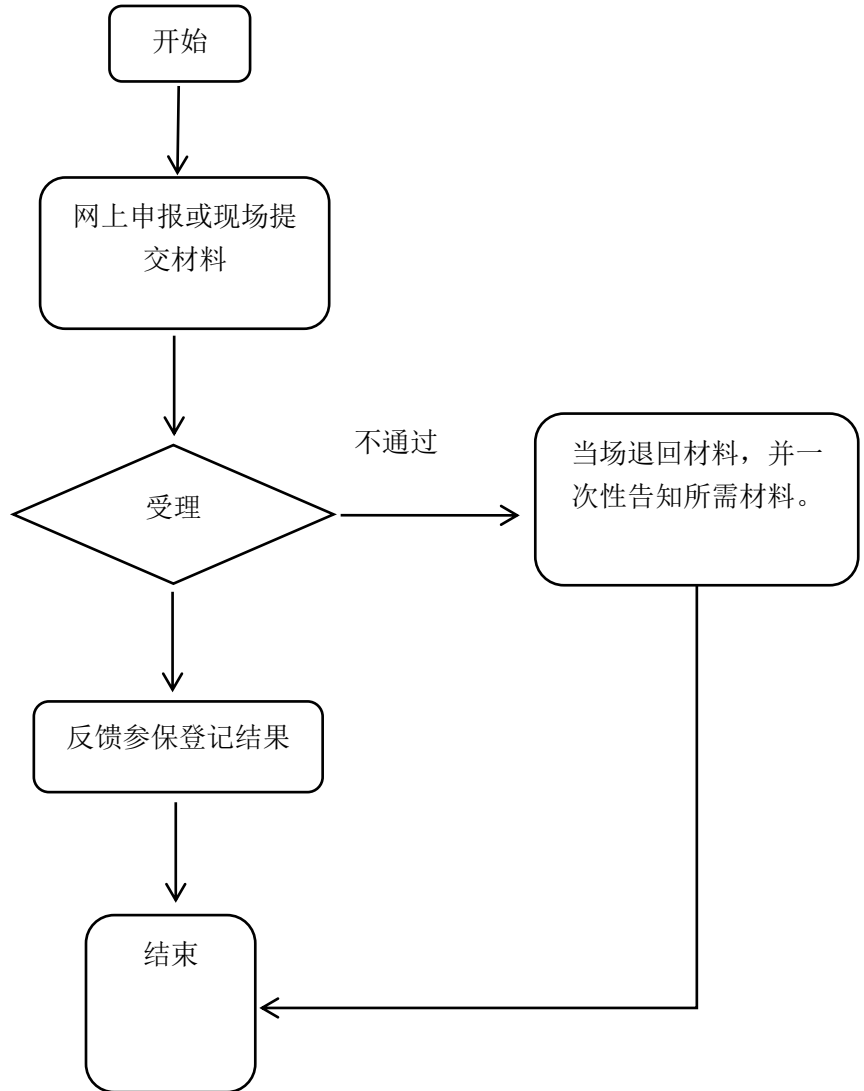 开始
网上申报或现场提
交材料
不通过
当场退回材料，并一
次性告知所需材料。
受理
反馈参保登记结果
结束